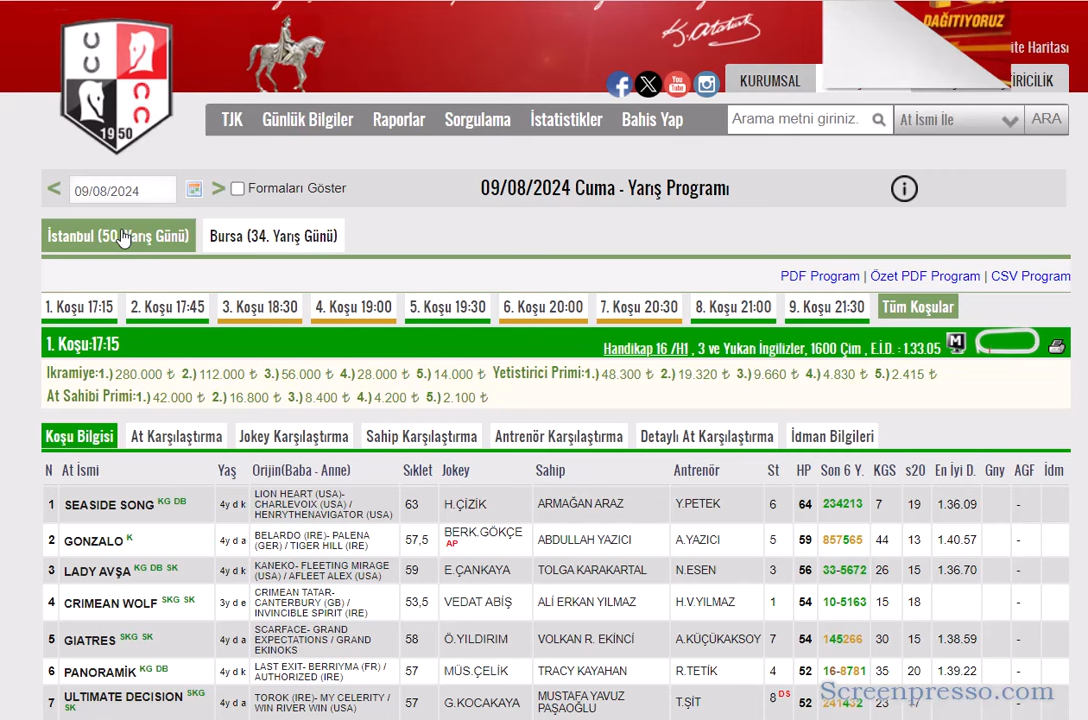 K. Atatürk
DAĞITIYORUZ
ite Haritası
KURUMSAL
İRİCİLİK
1950
TJK Günlük Bilgiler Raporlar Sorgulama İstatistikler Bahis Yap
Arama metni giriniz. At İsmi İle ARA
< 09/08/2024 > Formaları Göster
09/08/2024 Cuma - Yarış Programı
İstanbul (50. Yarış Günü) Bursa (34. Yarış Günü)
PDF Program | Özet PDF Program | CSV Program
1. Koşu 17:15 2. Koşu 17:45 3. Koşu 18:30 4. Koşu 19:00 5. Koşu 19:30 6. Koşu 20:00 7. Koşu 20:30 8. Koşu 21:00 9. Koşu 21:30 Tüm Koşular
1. Koşu:17:15 Handikap 16 /H1 , 3 ve Yukarı İngilizler, 1600 Çim , E.İ.D. : 1.33.05 M
Ikramiye:1.) 280.000 ₺ 2.) 112.000 ₺ 3.) 56.000 ₺ 4.) 28.000 ₺ 5.) 14.000 ₺ Yetistirici Primi:1.) 48.300 ₺ 2.) 19.320 ₺ 3.) 9.660 ₺ 4.) 4.830 ₺ 5.) 2.415 ₺
At Sahibi Primi:1.) 42.000 ₺ 2.) 16.800 ₺ 3.) 8.400 ₺ 4.) 4.200 ₺ 5.) 2.100 ₺
Koşu Bilgisi At Karşılaştırma Jokey Karşılaştırma Sahip Karşılaştırma Antrenör Karşılaştırma Detaylı At Karşılaştırma İdman Bilgileri
N At İsmi Yaş Orijin(Baba - Anne) Sıklet Jokey Sahip Antrenör St HP Son 6 Y. KGS s20 En İyi D. Gny AGF İdm
1 SEASIDE SONG KG DB 4y d k LION HEART (USA)- CHARLEVOIX (USA) / HENRYTHENAVIGATOR (USA) 63 H.ÇİZİK ARMAĞAN ARAZ Y.PETEK 6 64 234213 7 19 1.36.09 -
2 GONZALO K 4y d a BELARDO (IRE)- PALENA (GER) / TIGER HILL (IRE) 57,5 BERK.GÖKÇE AP ABDULLAH YAZICI A.YAZICI 5 59 857565 44 13 1.40.57 -
3 LADY AVŞA KG DB SK 4y d k KANEKO- FLEETING MIRAGE (USA) / AFLEET ALEX (USA) 59 E.ÇANKAYA TOLGA KARAKARTAL N.ESEN 3 56 33-5672 26 15 1.36.70 -
4 CRIMEAN WOLF SKG SK 3y d e CRIMEAN TATAR- CANTERBURY (GB) / INVINCIBLE SPIRIT (IRE) 53,5 VEDAT ABİŞ ALİ ERKAN YILMAZ H.V.YILMAZ 1 54 10-5163 15 18 -
5 GIATRES SKG SK 4y d a SCARFACE- GRAND EXPECTATIONS / GRAND EKINOKS 58 Ö.YILDIRIM VOLKAN R. EKİNCİ A.KÜÇÜKAKSOY 7 54 145266 30 15 1.38.59 -
6 PANORAMİK KG DB 4y d k LAST EXIT- BERRIYMA (FR) / AUTHORIZED (IRE) 57 MÜS.ÇELİK TRACY KAYAHAN R.TETİK 4 52 16-8781 35 20 1.39.22 -
7 ULTIMATE DECISION SKG SK 4y d a TOROK (IRE)- MY CELERITY / WIN RIVER WIN (USA) 57 G.KOCAKAYA MUSTAFA YAVUZ PAŞAOĞLU T.ŞİT 8 DS 52 241432 23 17 -
Screenpresso.com